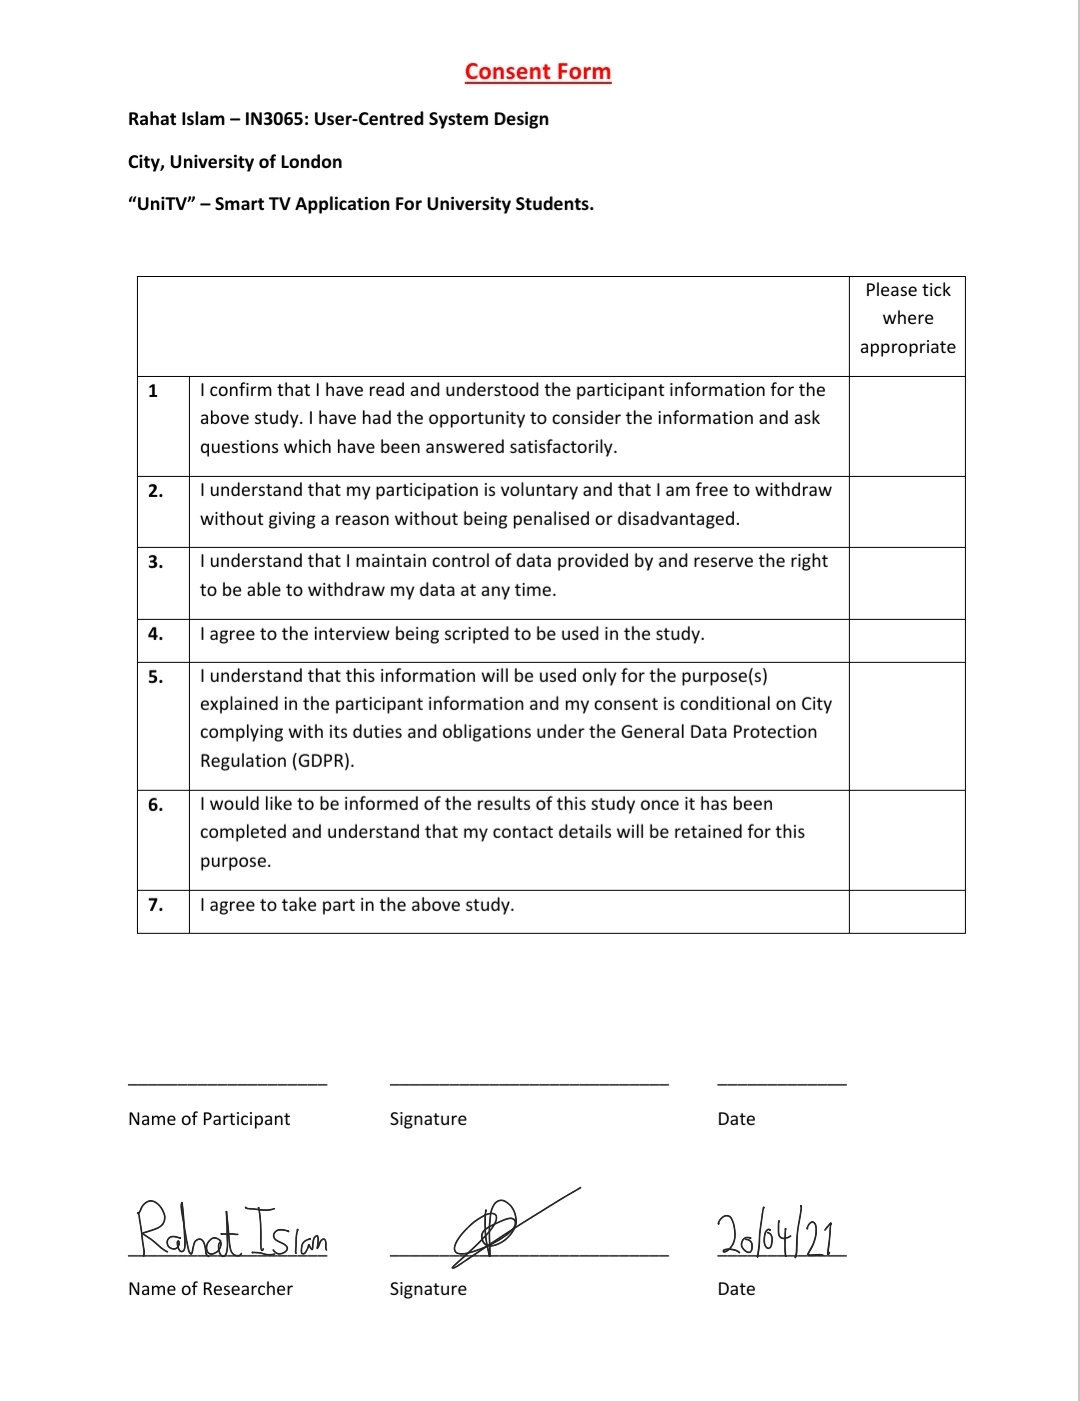 Consent Form
Rahat Islam – IN3065: User-Centred System Design
City, University of London
“UniTV” – Smart TV Application For University Students.
Please tick
where
appropriate
1 I confirm that I have read and understood the participant information for the
above study. I have had the opportunity to consider the information and ask
questions which have been answered satisfactorily.
2. I understand that my participation is voluntary and that I am free to withdraw
without giving a reason without being penalised or disadvantaged.
3. I understand that I maintain control of data provided by and reserve the right
to be able to withdraw my data at any time.
4. I agree to the interview being scripted to be used in the study.
5. I understand that this information will be used only for the purpose(s)
explained in the participant information and my consent is conditional on City
complying with its duties and obligations under the General Data Protection
Regulation (GDPR).
6. I would like to be informed of the results of this study once it has been
completed and understand that my contact details will be retained for this
purpose.
7. I agree to take part in the above study.
Name of Participant Signature Date
Rahat Islam 20/04/21
Name of Researcher Signature Date